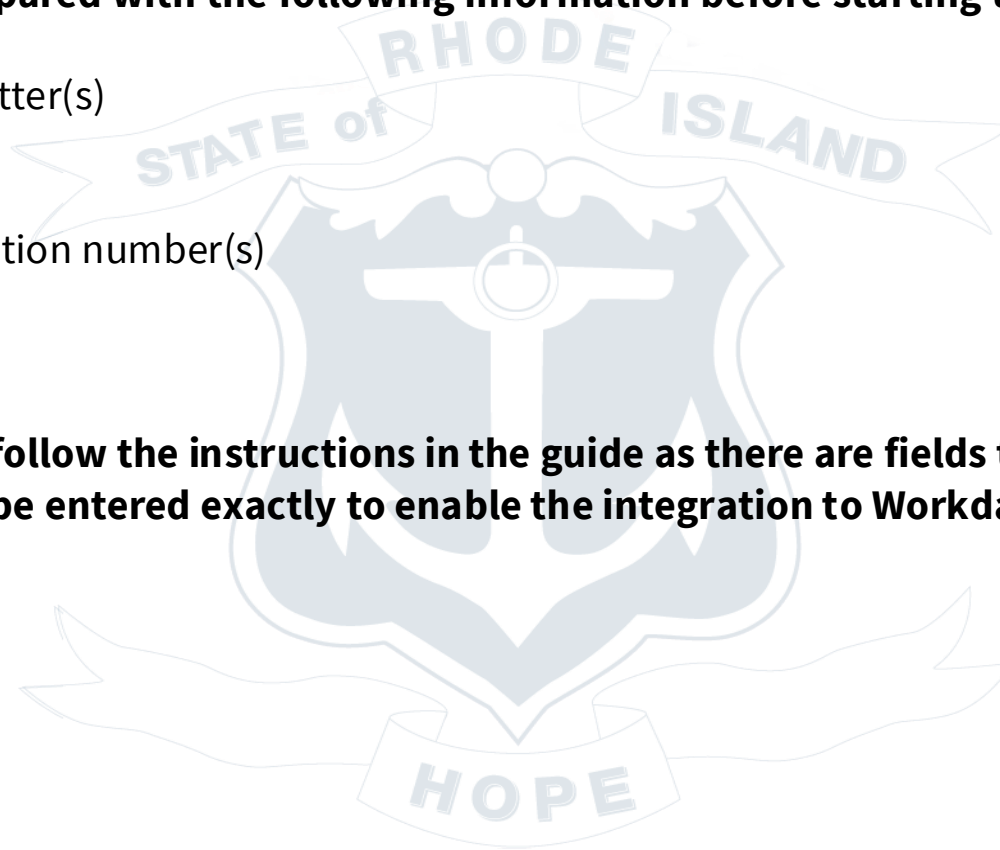 pared with the following information before starting
RHODE
STATE of
ISLAND
tter(s)
tion number(s)
follow the instructions in the guide as there are fields
be entered exactly to enable the integration to Workda
HOPE